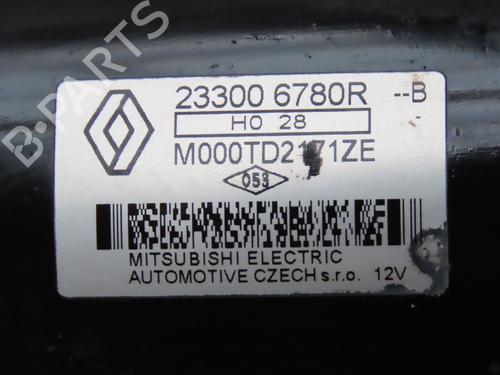 B-PARTS
23300 6780R --B
H0 28
M000TD2171ZE
053
MITSUBISHI ELECTRIC
AUTOMOTIVE CZECH s.r.o. 12V